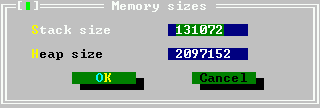 Memory sizes
Stack size 131072
Heap size 2097152
OK Cancel